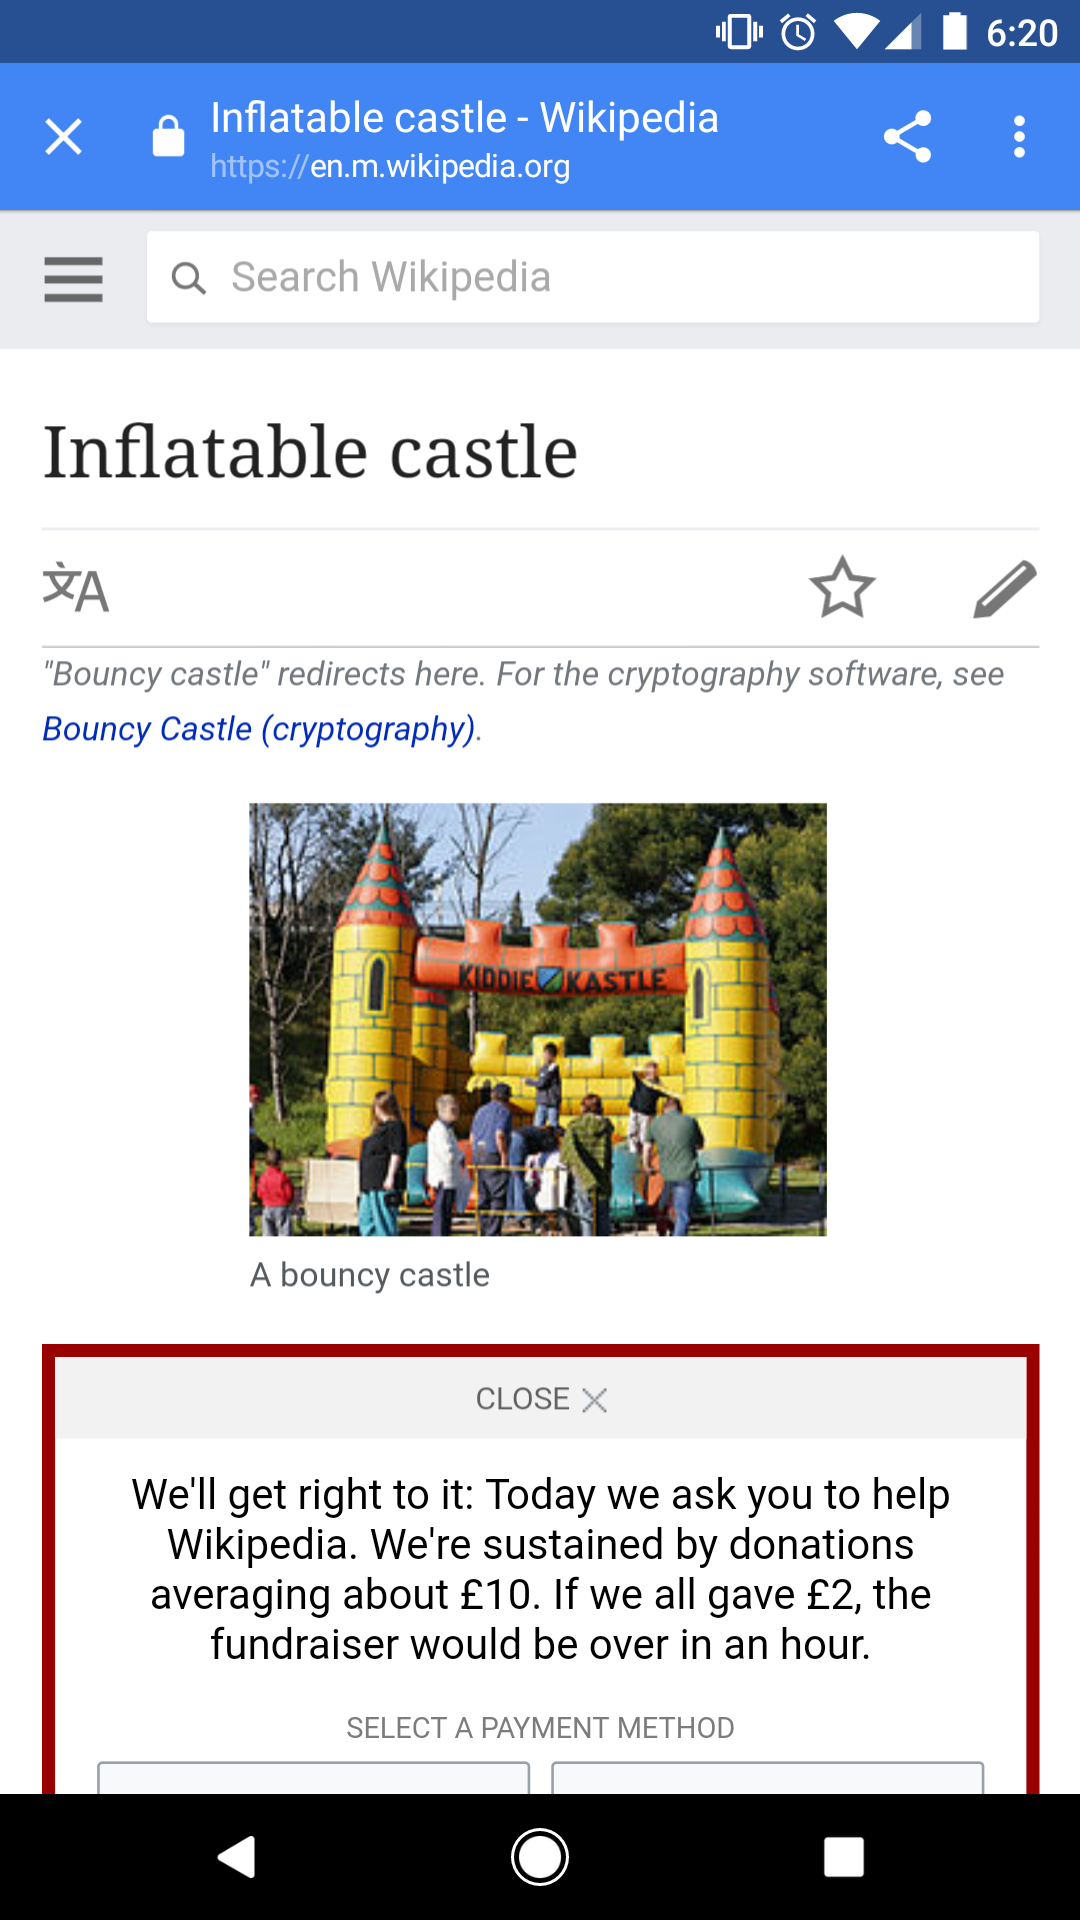 6:20
Inflatable castle - Wikipedia
https://en.m.wikipedia.org
Search Wikipedia
Inflatable castle
文A
"Bouncy castle" redirects here. For the cryptography software, see
Bouncy Castle (cryptography).
KIDDIE KASTLE
A bouncy castle
CLOSE
We'll get right to it: Today we ask you to help
Wikipedia. We're sustained by donations
averaging about £10. If we all gave £2, the
fundraiser would be over in an hour.
SELECT A PAYMENT METHOD